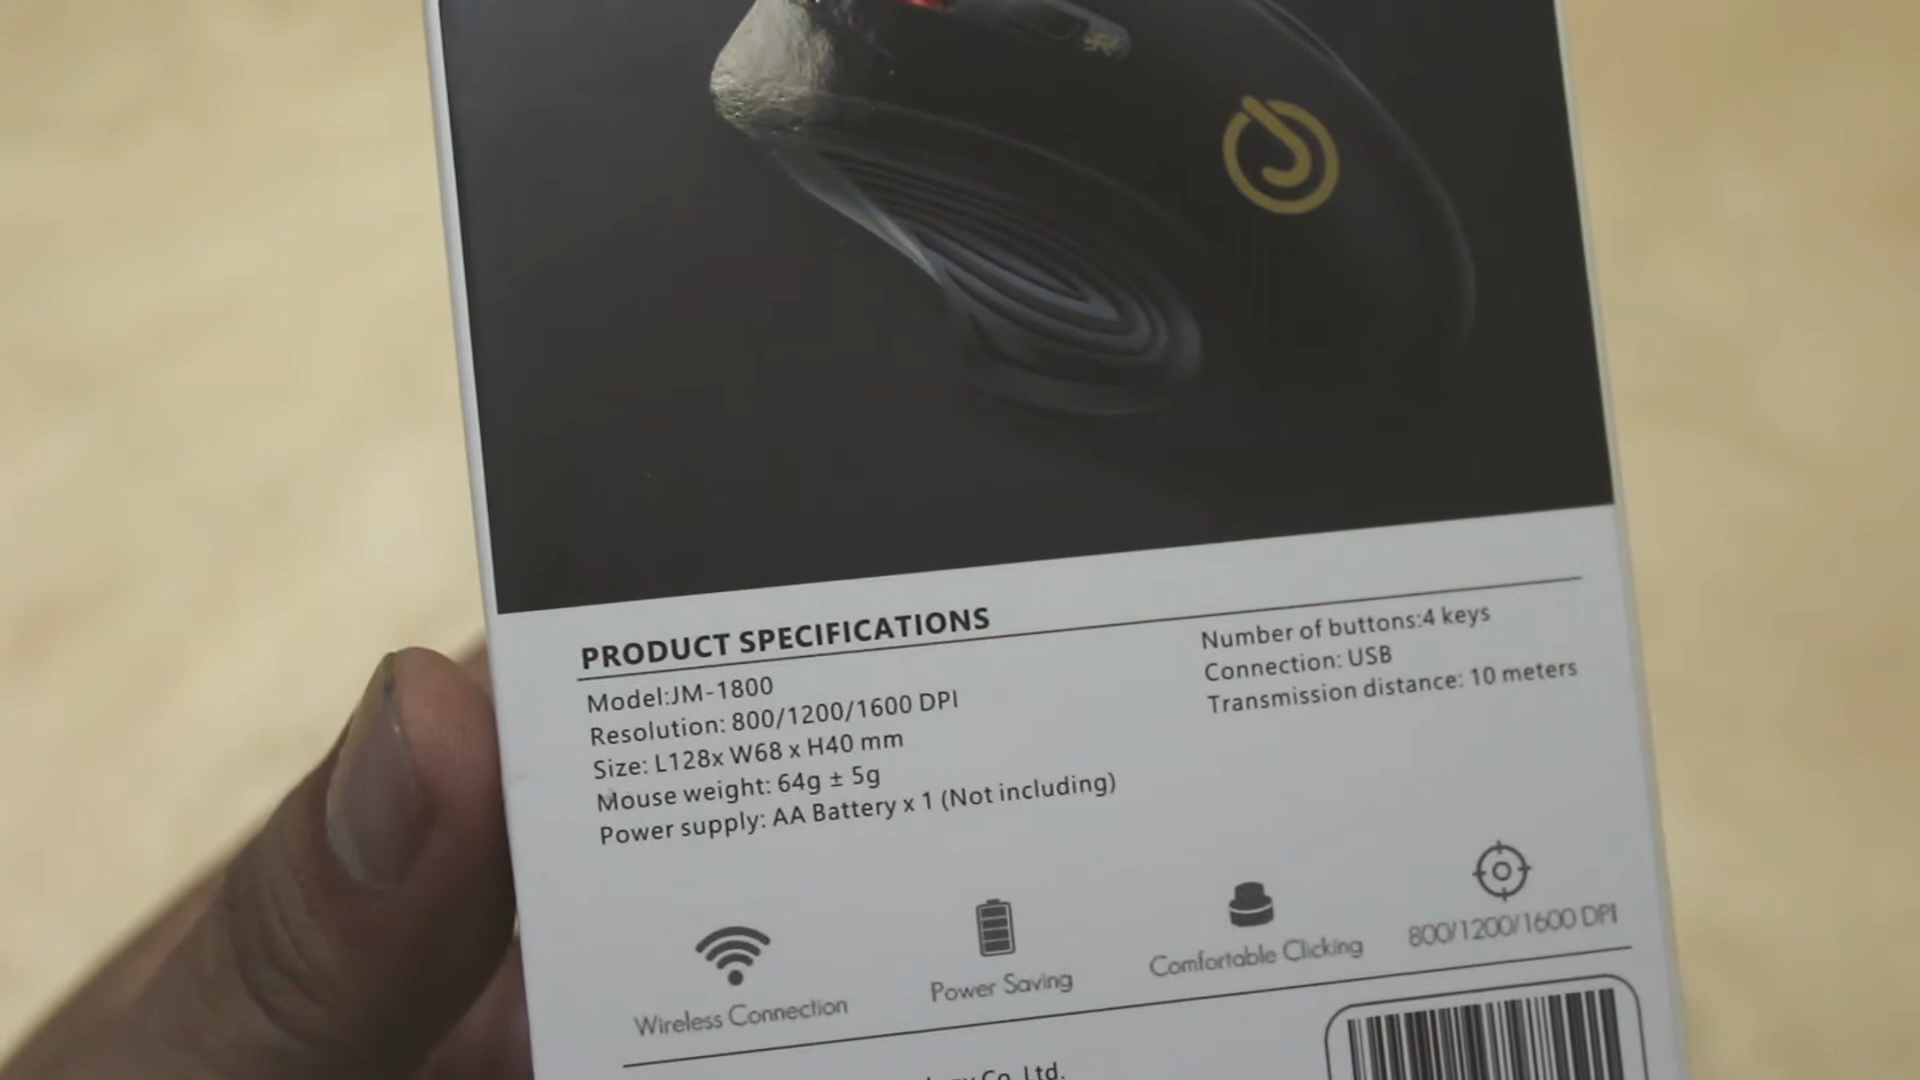 PRODUCT SPECIFICATIONS
Model:JM-1800
Resolution: 800/1200/1600 DPI
Size: L128x W68 x H40 mm
Mouse weight: 64g ± 5g
Power supply: AA Battery x 1 (Not including)
Number of buttons:4 keys
Connection: USB
Transmission distance: 10 meters
Wireless Connection
Power Saving
Comfortable Clicking
800/1200/1600 DPI
Co. Ltd.